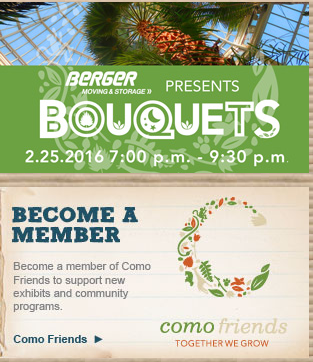 BERGER
MOVING & STORAGE
PRESENTS
BOUQUETS
2.25.2016 7:00 p.m. - 9:30 p.m.
BECOME A
MEMBER
Become a member of Como
Friends to support new
exhibits and community
programs.
Como Friends
como friends
TOGETHER WE GROW